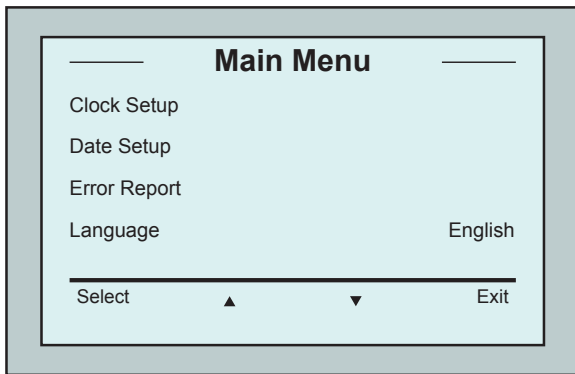 Main Menu
Clock Setup
Date Setup
Error Report
Language English
Select ▲ ▼ Exit